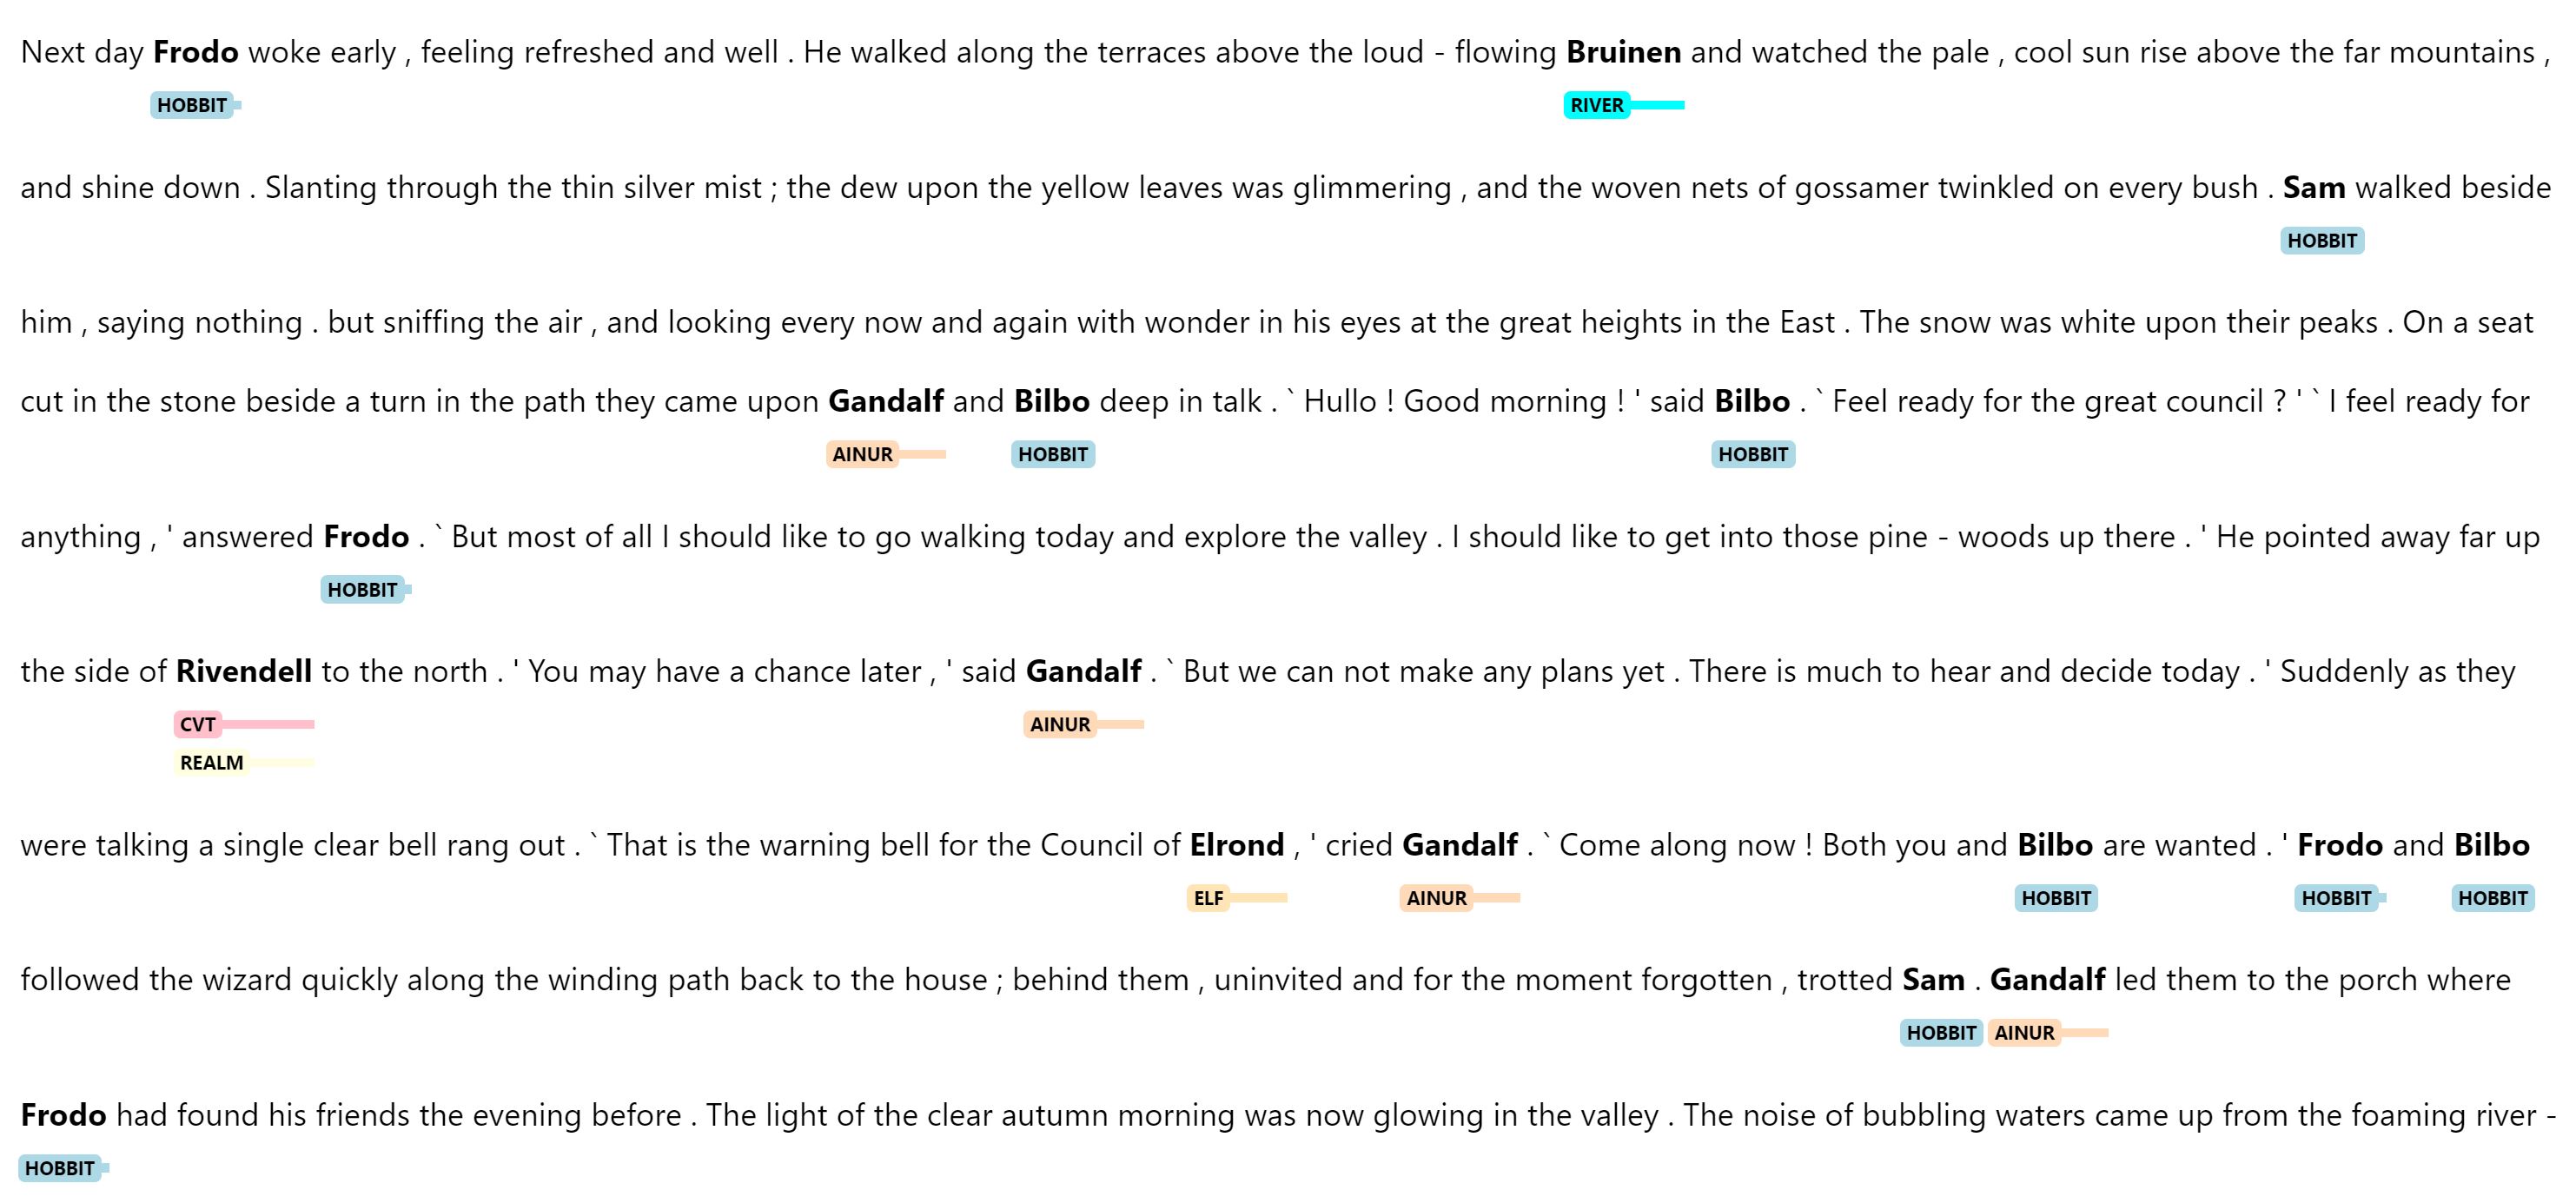 Next day Frodo woke early , feeling refreshed and well . He walked along the terraces above the loud - flowing Bruinen and watched the pale , cool sun rise above the far mountains ,
HOBBIT RIVER
and shine down . Slanting through the thin silver mist ; the dew upon the yellow leaves was glimmering , and the woven nets of gossamer twinkled on every bush . Sam walked beside
HOBBIT
him , saying nothing . but sniffing the air , and looking every now and again with wonder in his eyes at the great heights in the East . The snow was white upon their peaks . On a seat
cut in the stone beside a turn in the path they came upon Gandalf and Bilbo deep in talk . ` Hullo ! Good morning ! ' said Bilbo . ` Feel ready for the great council ? ' ` I feel ready for
AINUR HOBBIT HOBBIT
anything , ' answered Frodo . ` But most of all I should like to go walking today and explore the valley . I should like to get into those pine - woods up there . ' He pointed away far up
HOBBIT
the side of Rivendell to the north . ' You may have a chance later , ' said Gandalf . ` But we can not make any plans yet . There is much to hear and decide today . ' Suddenly as they
CVT AINUR
REALM
were talking a single clear bell rang out . ` That is the warning bell for the Council of Elrond , ' cried Gandalf . ` Come along now ! Both you and Bilbo are wanted . ' Frodo and Bilbo
ELF AINUR HOBBIT HOBBIT HOBBIT
followed the wizard quickly along the winding path back to the house ; behind them , uninvited and for the moment forgotten , trotted Sam . Gandalf led them to the porch where
HOBBIT AINUR
Frodo had found his friends the evening before . The light of the clear autumn morning was now glowing in the valley . The noise of bubbling waters came up from the foaming river -
HOBBIT